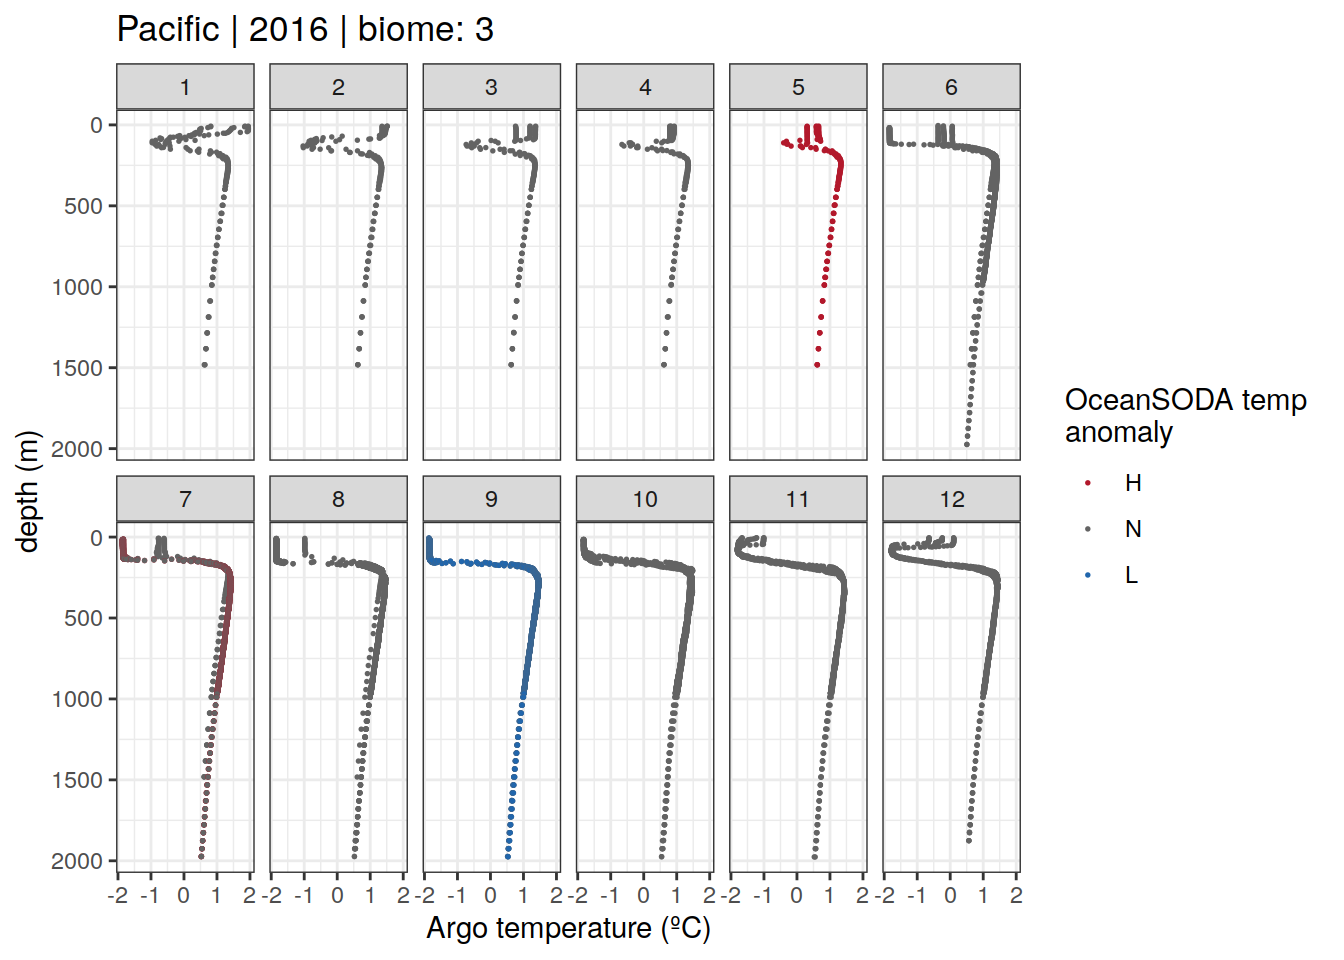 Pacific | 2016 | biome: 3
1 2 3 4 5 6
0
500
1000
1500
2000
7 8 9 10 11 12
0
500
1000
1500
2000
-2 -1 0 1 2 -2 -1 0 1 2 -2 -1 0 1 2 -2 -1 0 1 2 -2 -1 0 1 2 -2 -1 0 1 2
Argo temperature (ºC)
depth (m)
OceanSODA temp
anomaly
H
N
L